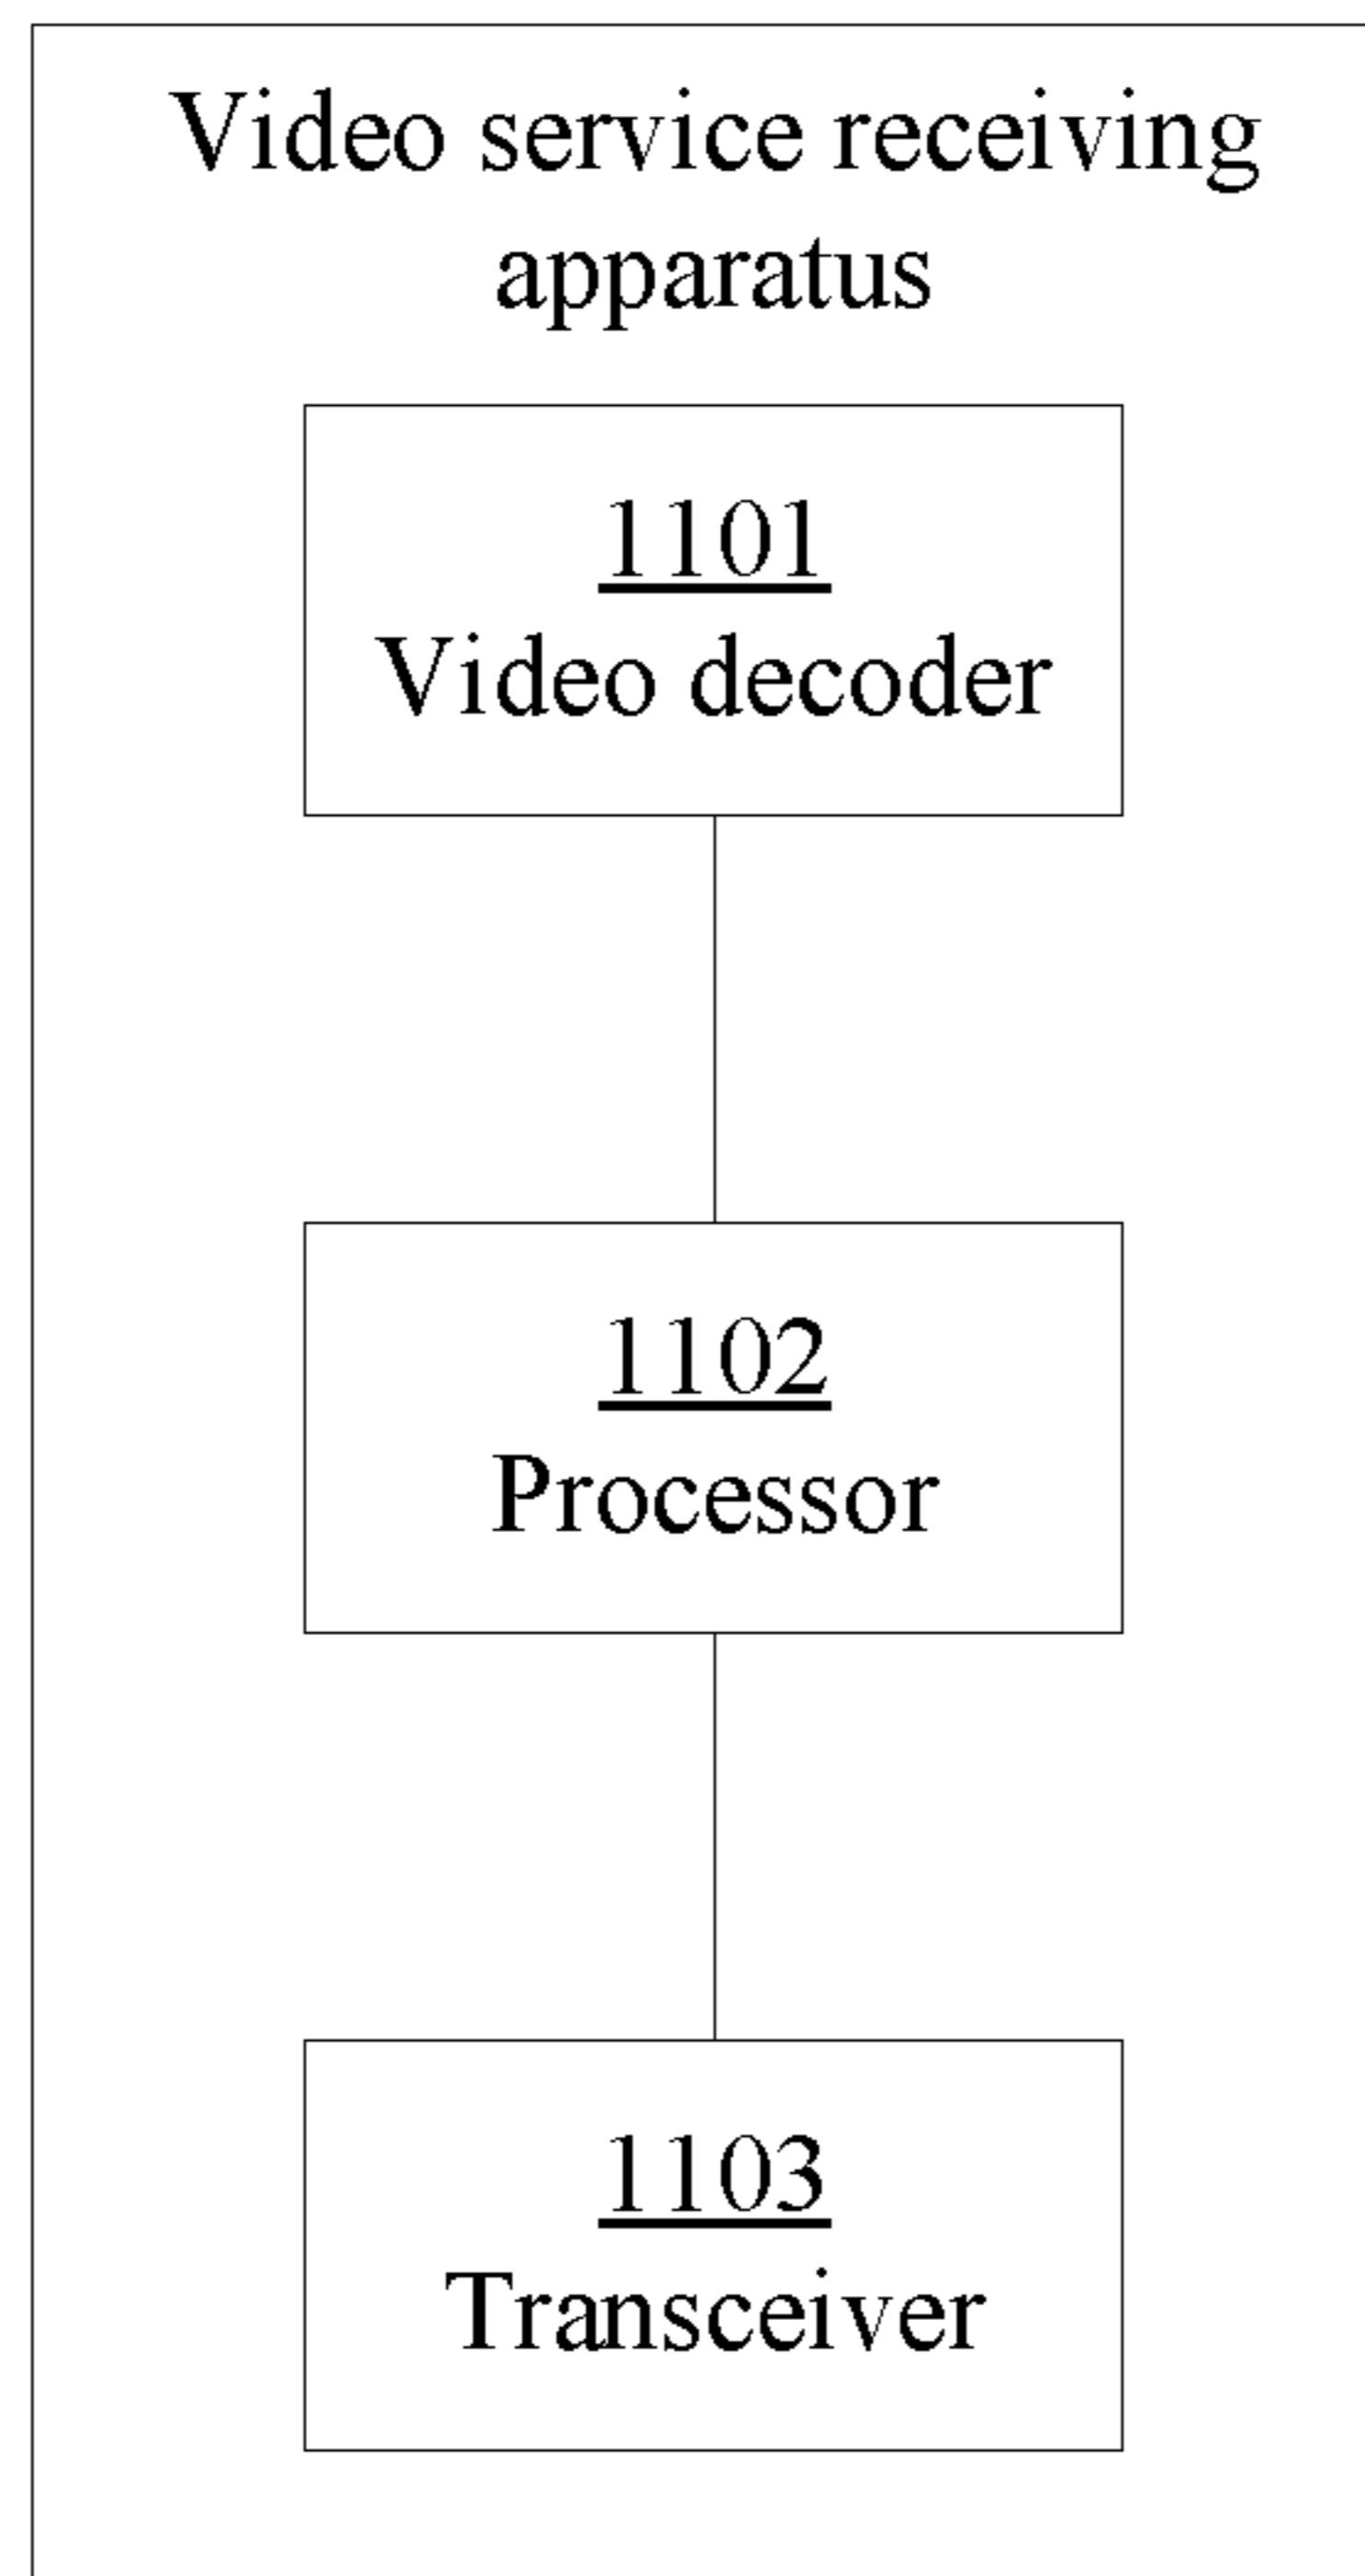 Video service receiving
apparatus
1101
Video decoder
1102
Processor
1103
Transceiver